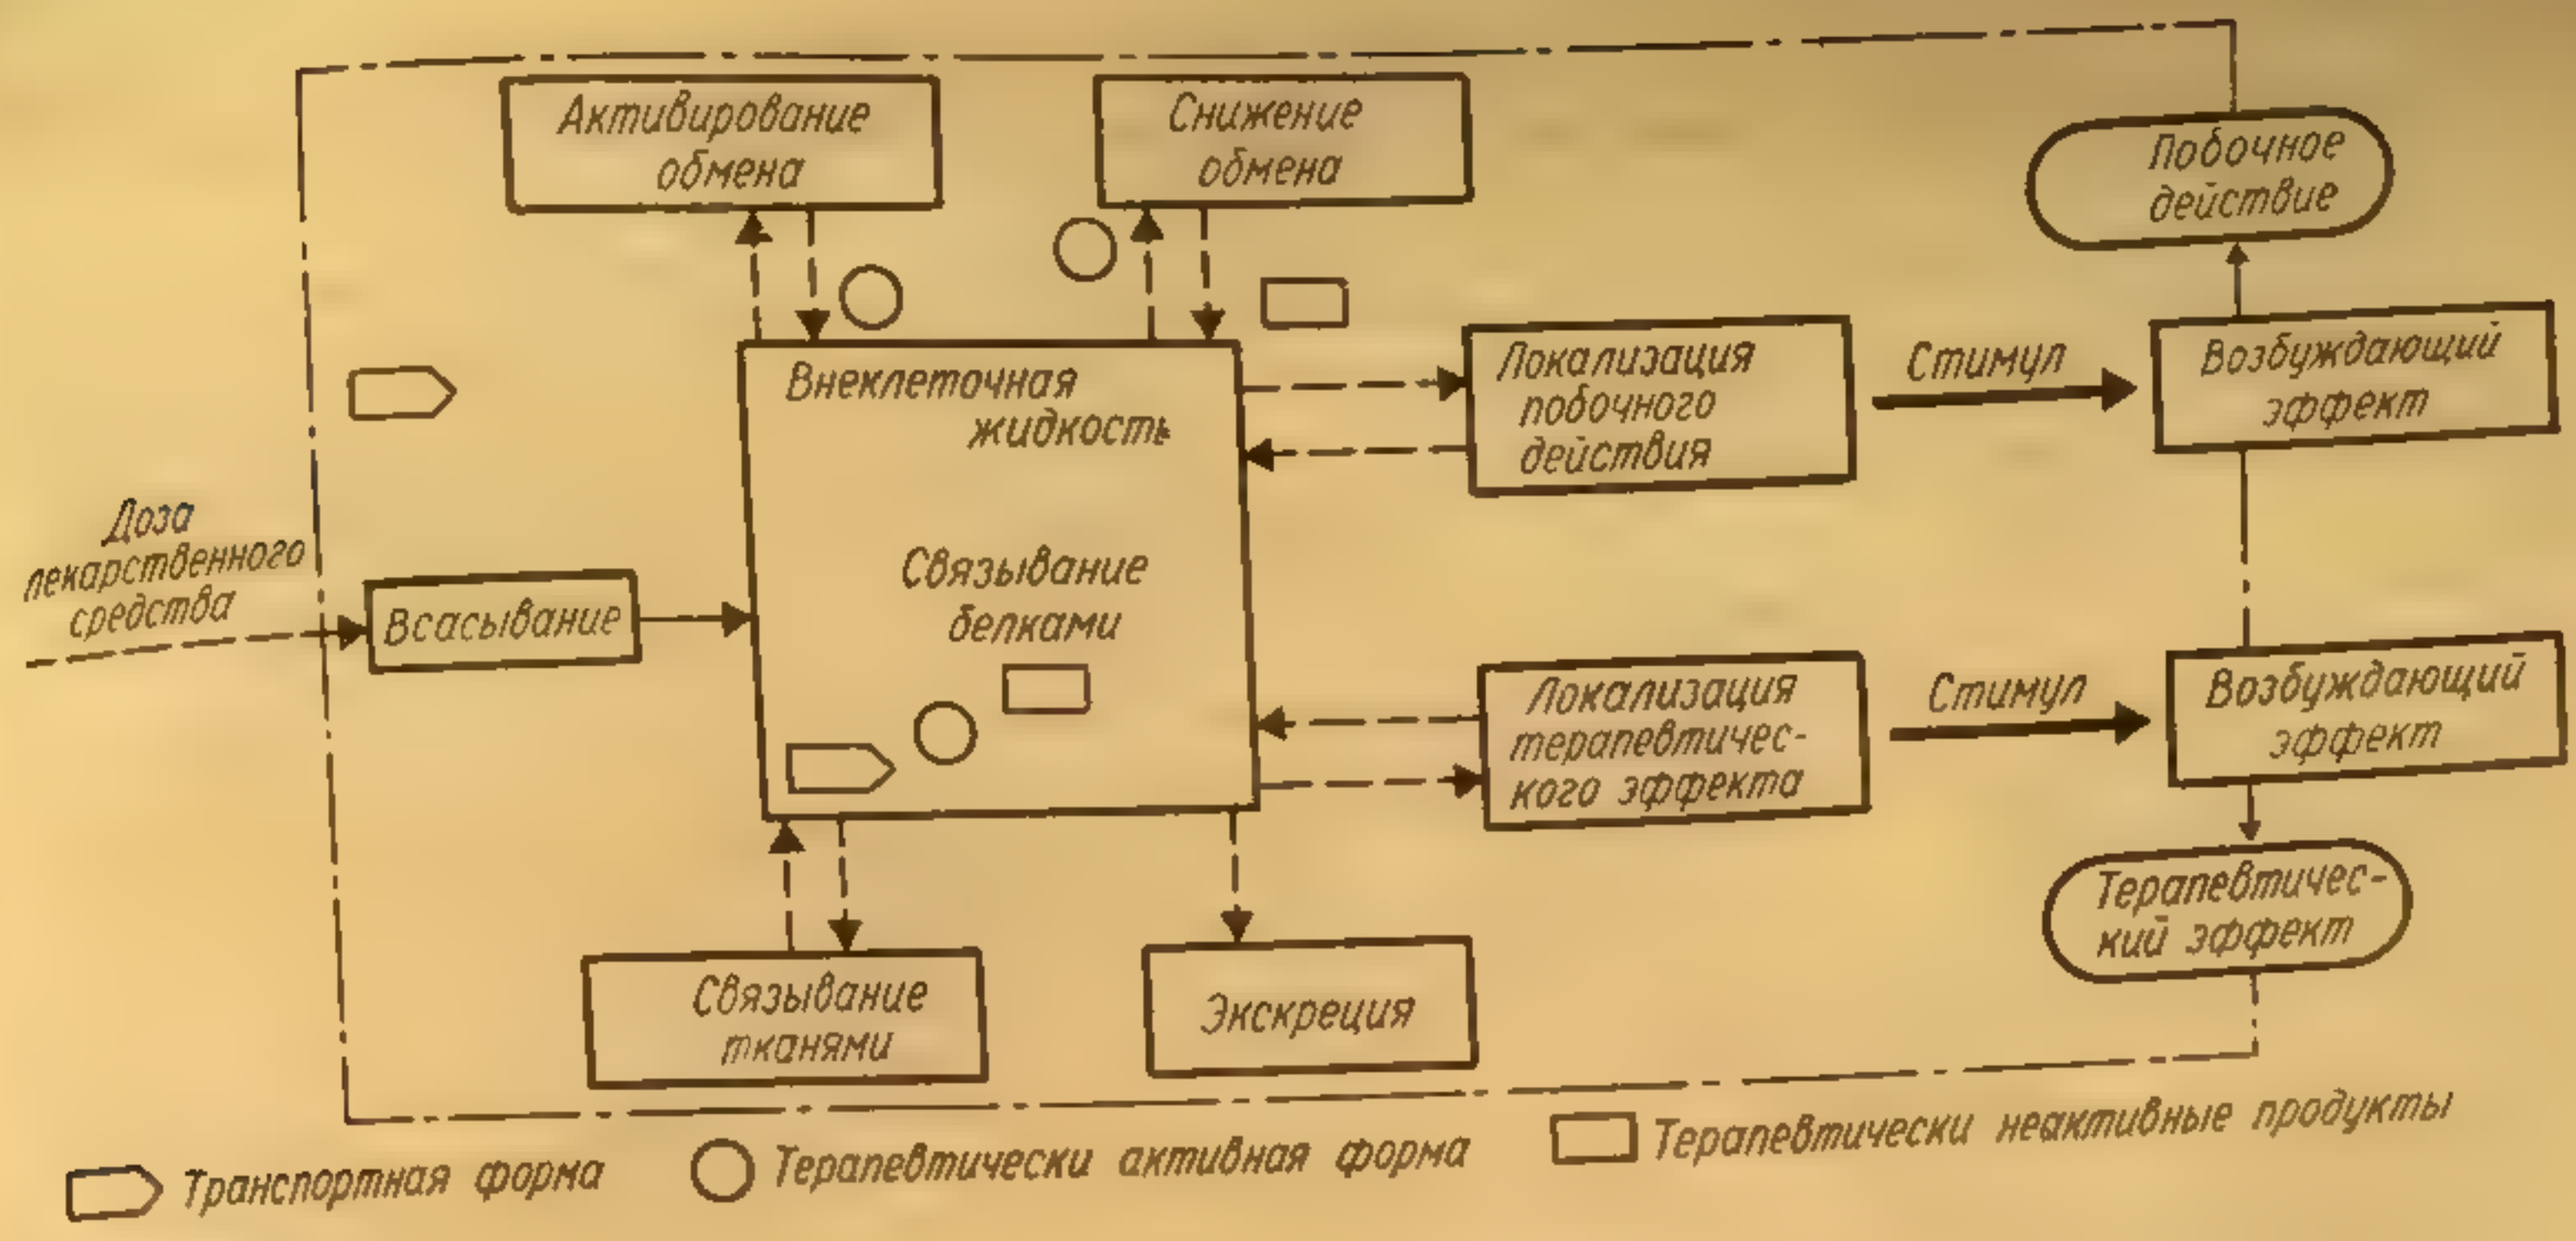 Активирование
обмена
Снижение
обмена
Побочное
действие
Внеклеточная
жидкость
Локализация
побочного
действия
Стимул
Возбуждающий
эффект
Доза
лекарственного
средства
Всасывание
Связывание
белками
Локализация
терапевтичес-
кого эффекта
Стимул
Возбуждающий
эффект
Терапевтичес-
кий эффект
Связывание
тканями
Экскреция
Транспортная форма
Терапевтически активная форма
Терапевтически неактивные продукты